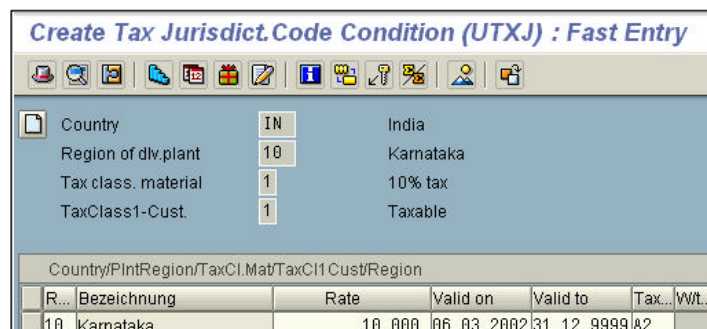 Create Tax Jurisdict.Code Condition (UTXJ) : Fast Entry
Country IN India
Region of dlv.plant 10 Karnataka
Tax class. material 1 10% tax
TaxClass1-Cust. 1 Taxable
Country/PlntRegion/TaxCl.Mat/TaxCl1Cust/Region
R... Bezeichnung Rate Valid on Valid to Tax... W/t..
10 Karnataka 10.000 06.03.2002 31.12.9999 A2